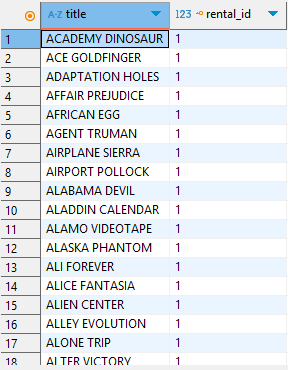 A-Z title 123 rental_id
1 ACADEMY DINOSAUR 1
2 ACE GOLDFINGER 1
3 ADAPTATION HOLES 1
4 AFFAIR PREJUDICE 1
5 AFRICAN EGG 1
6 AGENT TRUMAN 1
7 AIRPLANE SIERRA 1
8 AIRPORT POLLOCK 1
9 ALABAMA DEVIL 1
10 ALADDIN CALENDAR 1
11 ALAMO VIDEOTAPE 1
12 ALASKA PHANTOM 1
13 ALI FOREVER 1
14 ALICE FANTASIA 1
15 ALIEN CENTER 1
16 ALLEY EVOLUTION 1
17 ALONE TRIP 1
18 ALTER VICTORY 1